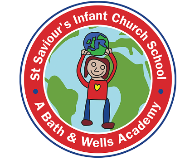 St Saviour's Infant Church School
A Bath & Wells Academy